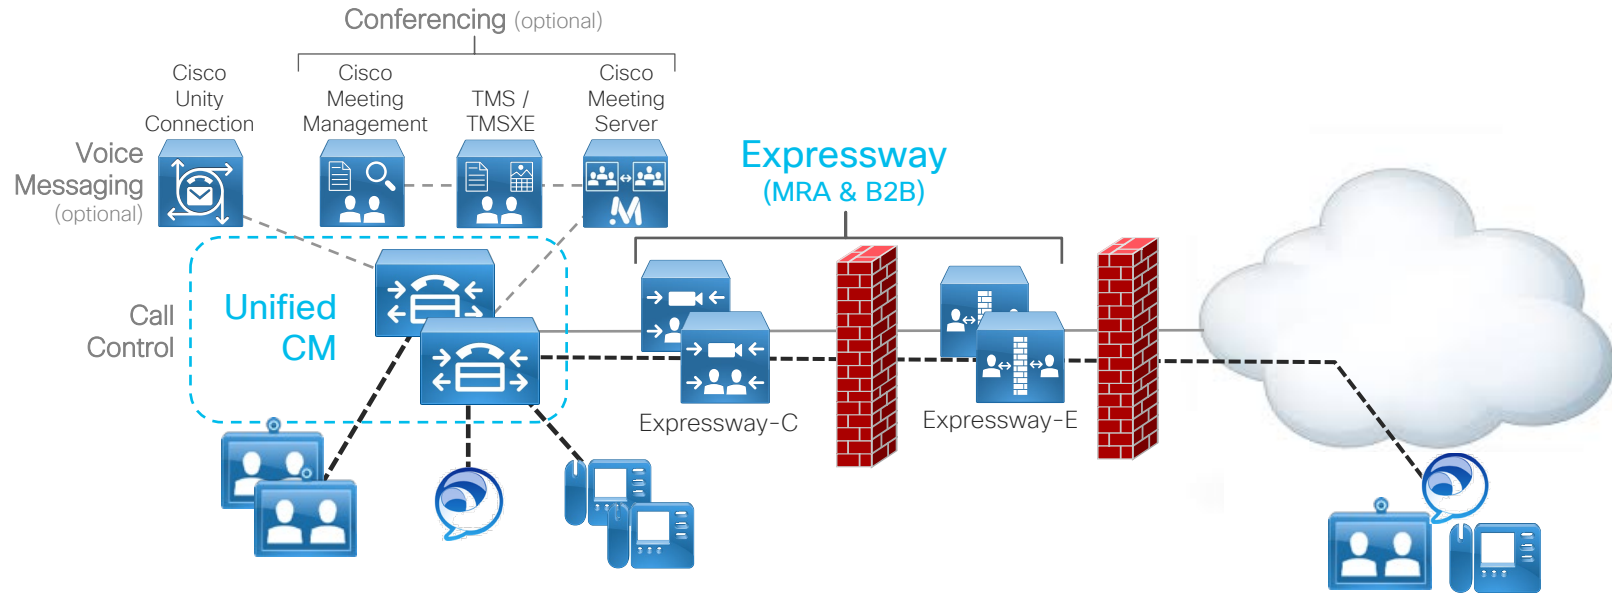 Conferencing (optional)
Cisco
Unity
Connection
Cisco
Meeting
Management
TMS /
TMSXE
Cisco
Meeting
Server
Voice
Messaging
(optional)
Expressway
(MRA & B2B)
Call
Control
Unified
CM
Expressway-C
Expressway-E